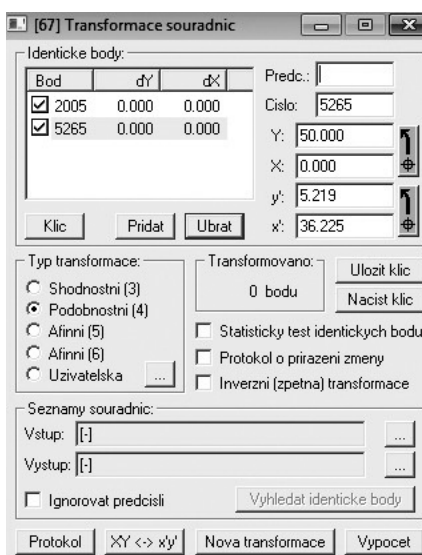 [67] Transformace souradnic
Identicke body:
Bod dY dX
2005 0.000 0.000
5265 0.000 0.000
Klic Pridat Ubrat
Predc.:
Cislo: 5265
Y: 50.000
X: 0.000
y': 5.219
x': 36.225
Typ transformace:
Shodnostni (3)
Podobnostni (4)
Afinni (5)
Afinni (6)
Uzivatelska ...
Transformovano:
0 bodu
Ulozit klic
Nacist klic
Statisticky test identickych bodu
Protokol o prirazeni zmeny
Inverzni (zpetna) transformace
Seznamy souradnic:
Vstup: [-] ...
Vystup: [-] ...
Ignorovat predcisli Vyhledat identicke body
Protokol XY <-> x'y' Nova transformace Vypocet